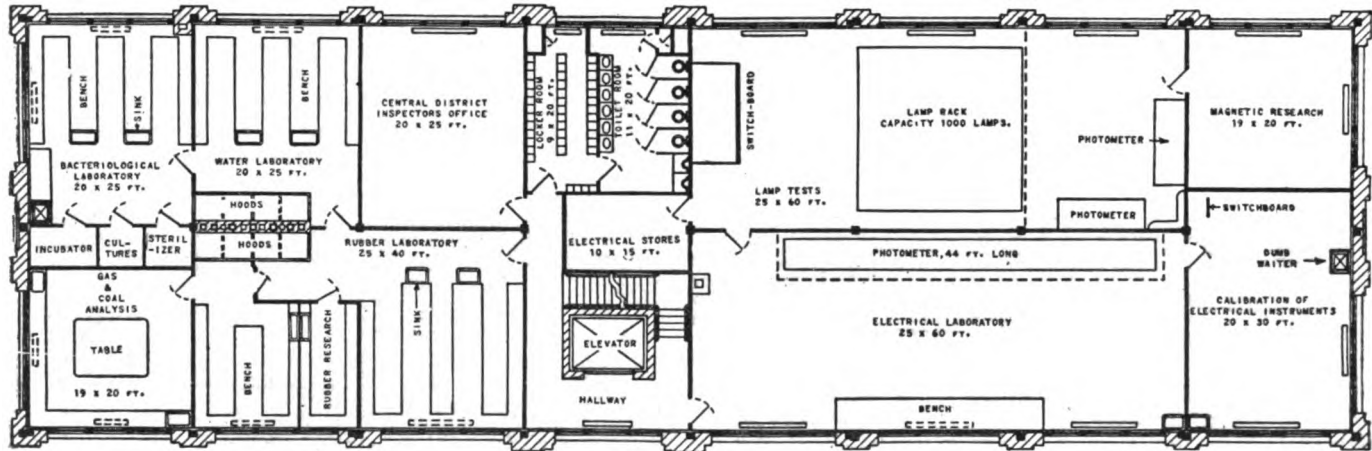 BENCH
SINK
BACTERIOLOGICAL
LABORATORY
20 X 25 FT.
BENCH
WATER LABORATORY
20 X 25 FT.
HOODS
HOODS
CENTRAL DISTRICT
INSPECTORS OFFICE
20 X 25 FT.
LOCKER ROOM
9 X 20 FT.
TOILET ROOM
11 X 20 FT.
SWITCH-BOARD
LAMP RACK
CAPACITY 1000 LAMPS.
LAMP TESTS
25 X 60 FT.
PHOTOMETER
PHOTOMETER
MAGNETIC RESEARCH
19 X 20 FT.
INCUBATOR
CUL-
TURES
STERIL
-IZER
RUBBER LABORATORY
25 X 40 FT.
ELECTRICAL STORES
10 X 15 FT.
PHOTOMETER, 44 FT. LONG
SWITCHBOARD
DUMB
WAITER
GAS
&
COAL
ANALYSIS
TABLE
19 X 20 FT.
BENCH
RUBBER RESEARCH
SINK
ELEVATOR
HALLWAY
ELECTRICAL LABORATORY
25 X 60 FT.
BENCH
CALIBRATION OF
ELECTRICAL INSTRUMENTS
20 X 30 FT.